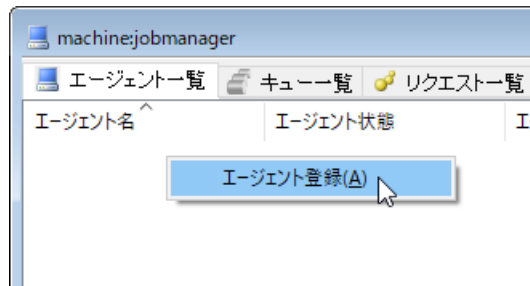 machine:jobmanager
エージェント一覧 キュー一覧 リクエスト一覧
エージェント名 エージェント状態 エ
エージェント登録(A)